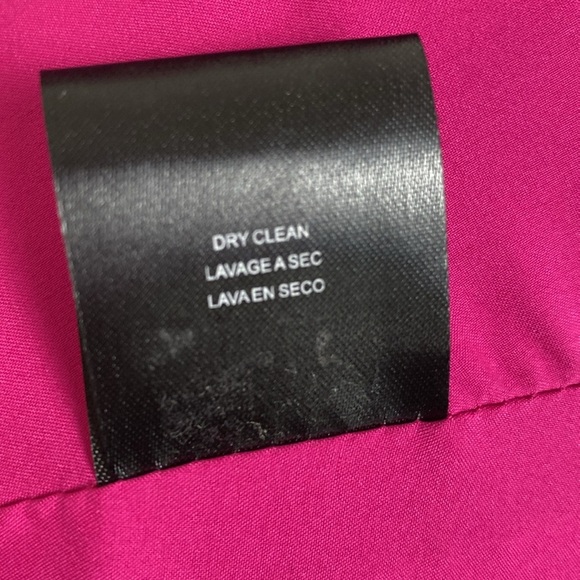 DRY CLEAN
LAVAGE A SEC
LAVA EN SECO